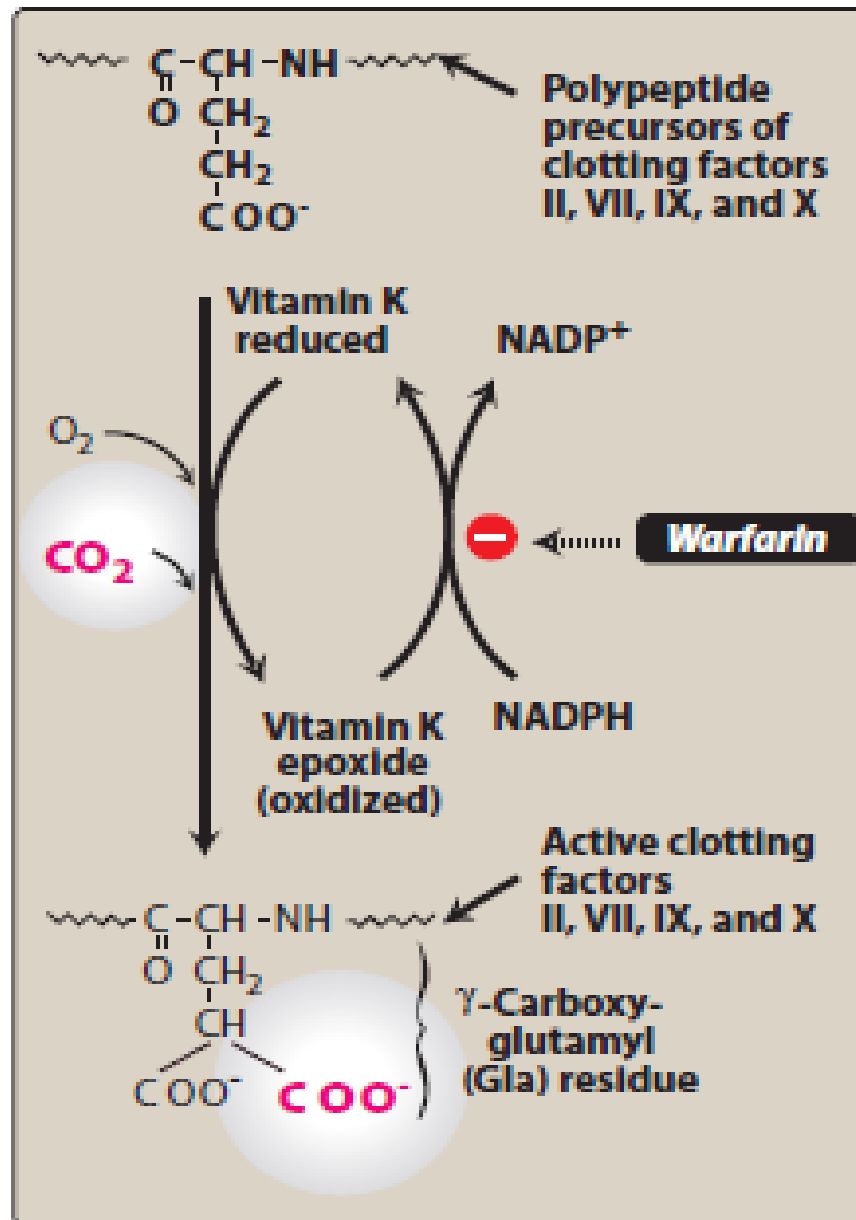 C-CH-NH
O CH₂
CH₂
COO⁻
Polypeptide
precursors of
clotting factors
II, VII, IX, and X
Vitamin K
reduced
NADP⁺
O₂
CO₂
Warfarin
Vitamin K
epoxide
(oxidized)
NADPH
Active clotting
factors
II, VII, IX, and X
C-CH-NH
O CH₂
CH
COO⁻ COO⁻
γ-Carboxy-
glutamyl
(Gla) residue